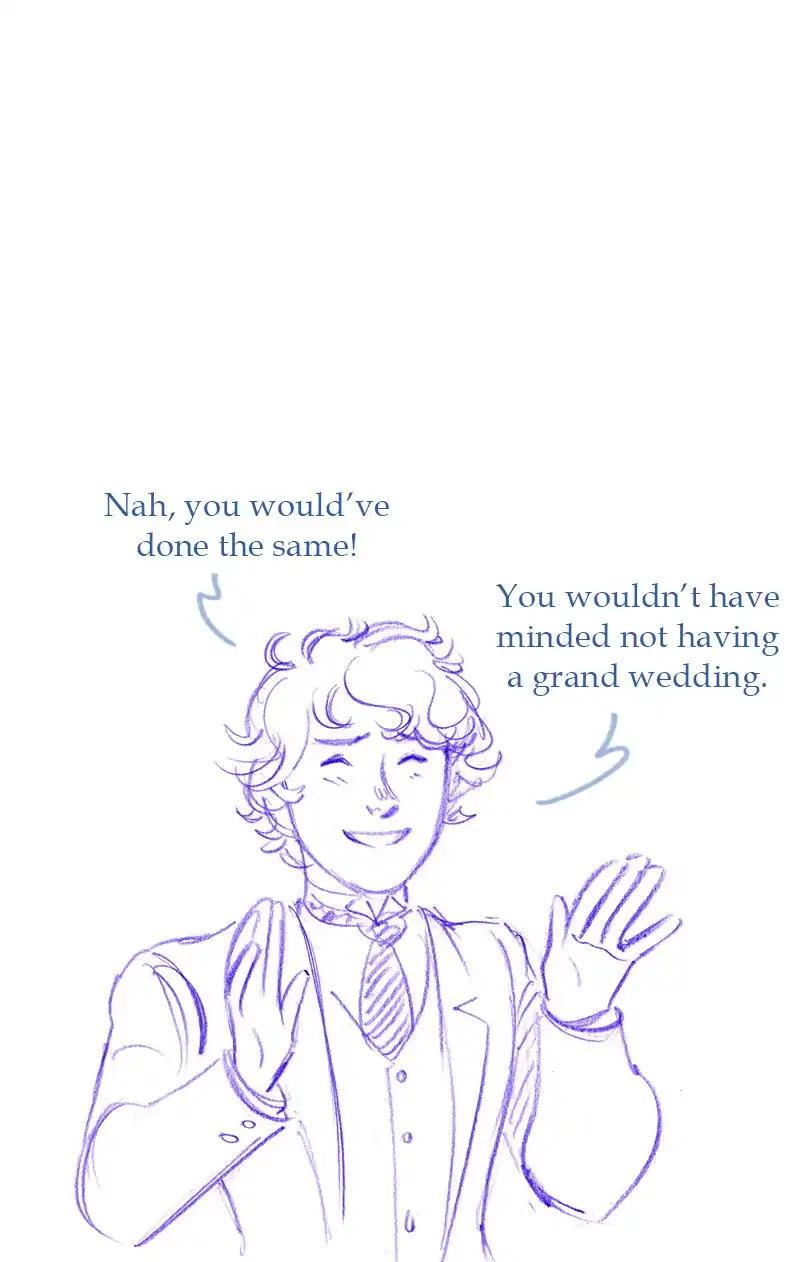 Nah, you would’ve
done the same!
You wouldn’t have
minded not having
a grand wedding.